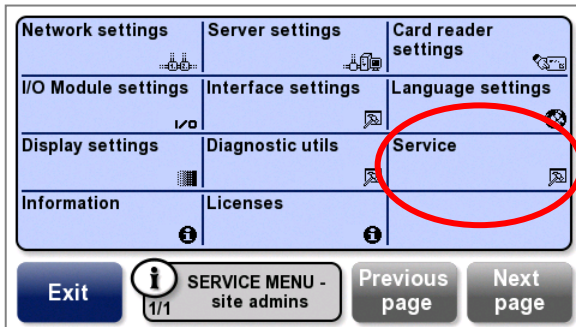 Network settings
Server settings
Card reader
settings
I/O Module settings
Interface settings
Language settings
I/O
Display settings
Diagnostic utils
Service
Information
Licenses
Exit
i
1/1
SERVICE MENU -
site admins
Previous
page
Next
page